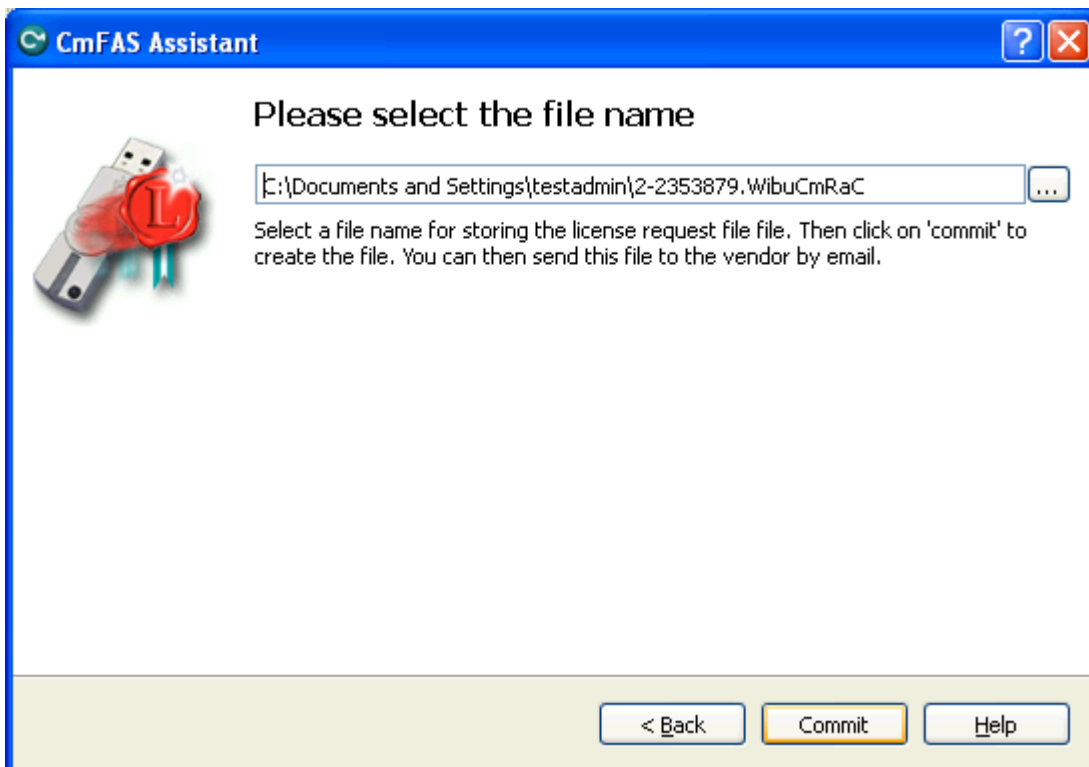 CmFAS Assistant
Please select the file name
C:\Documents and Settings\testadmin\2-2353879.WibuCmRaC
...
Select a file name for storing the license request file file. Then click on 'commit' to
create the file. You can then send this file to the vendor by email.
L
< Back
Commit
Help